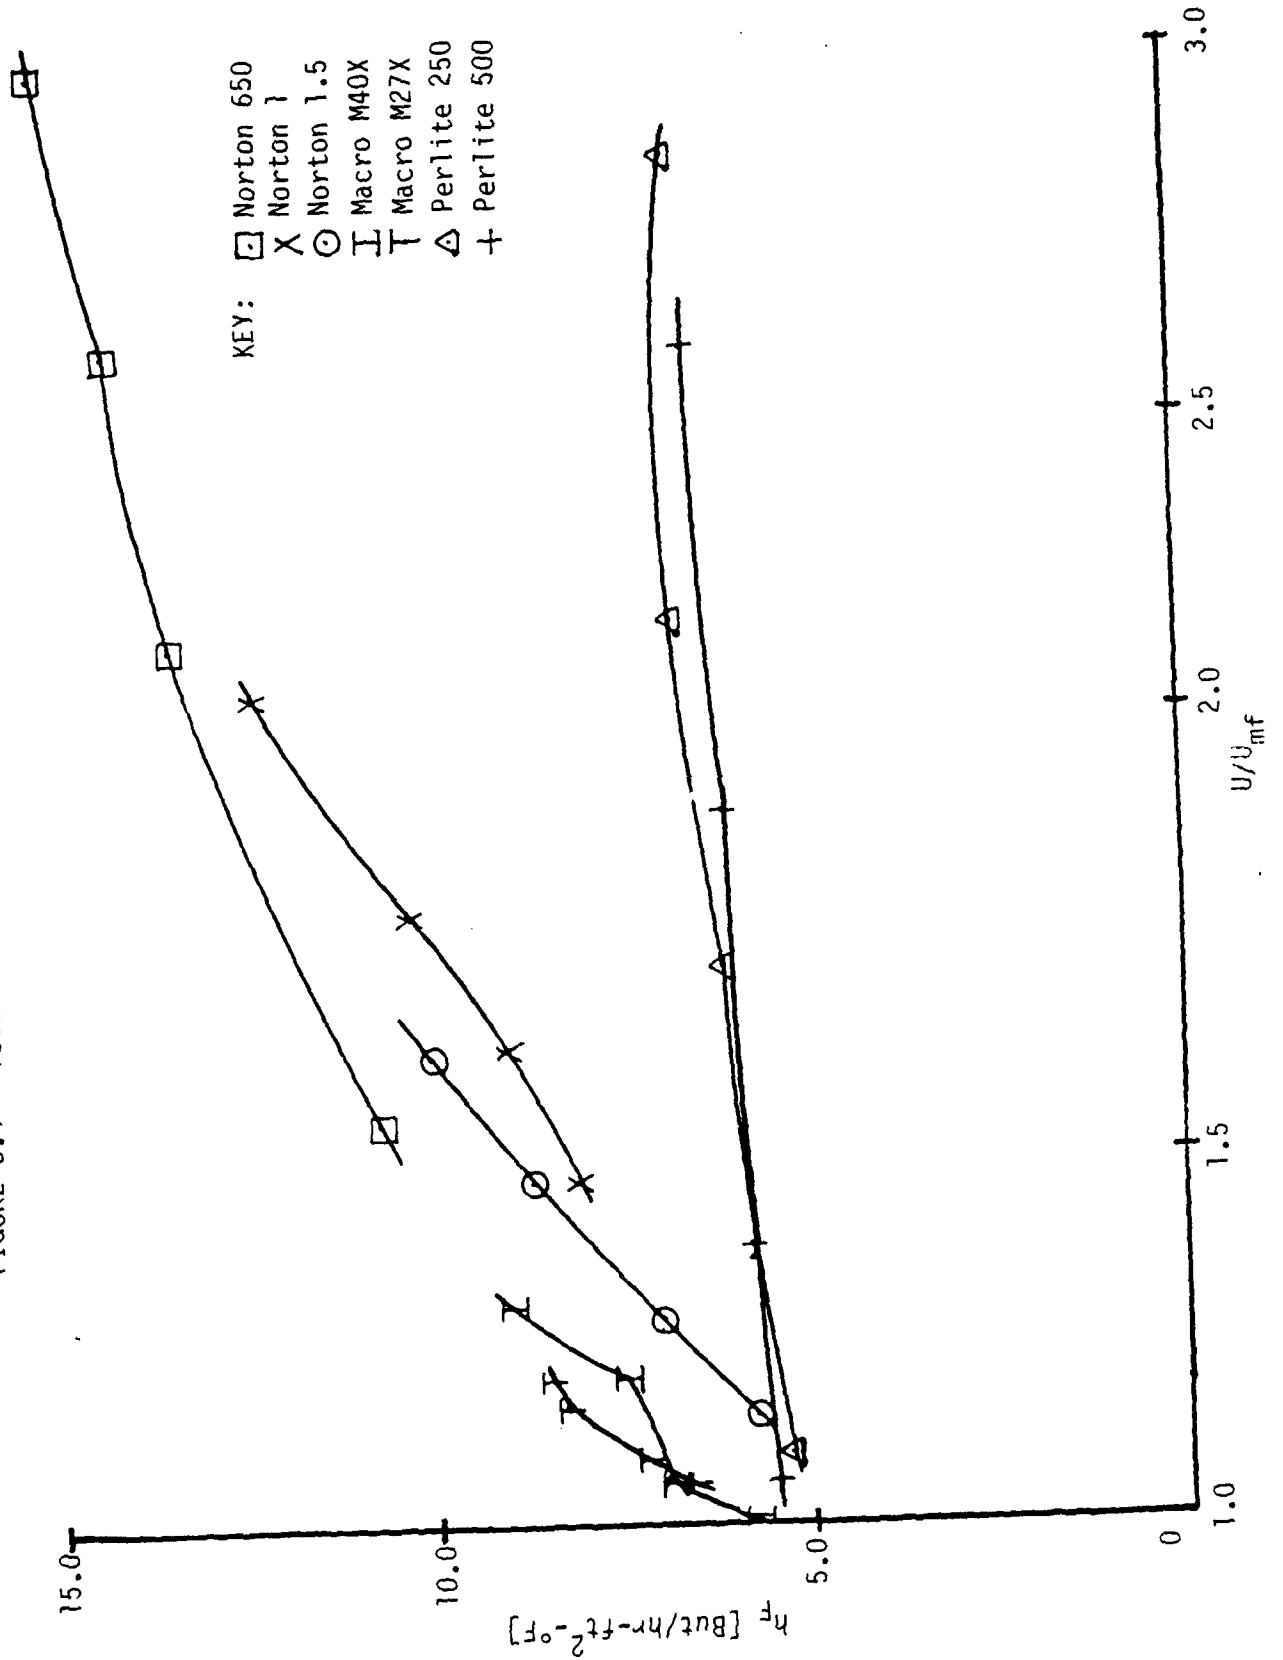 KEY:
Norton 650
Norton 1
Norton 1.5
Macro M40X
Macro M27X
Perlite 250
Perlite 500
15.0
10.0
5.0
0
h_F [But/hr-ft²-°F]
1.0
1.5
2.0
2.5
3.0
U/U_mf